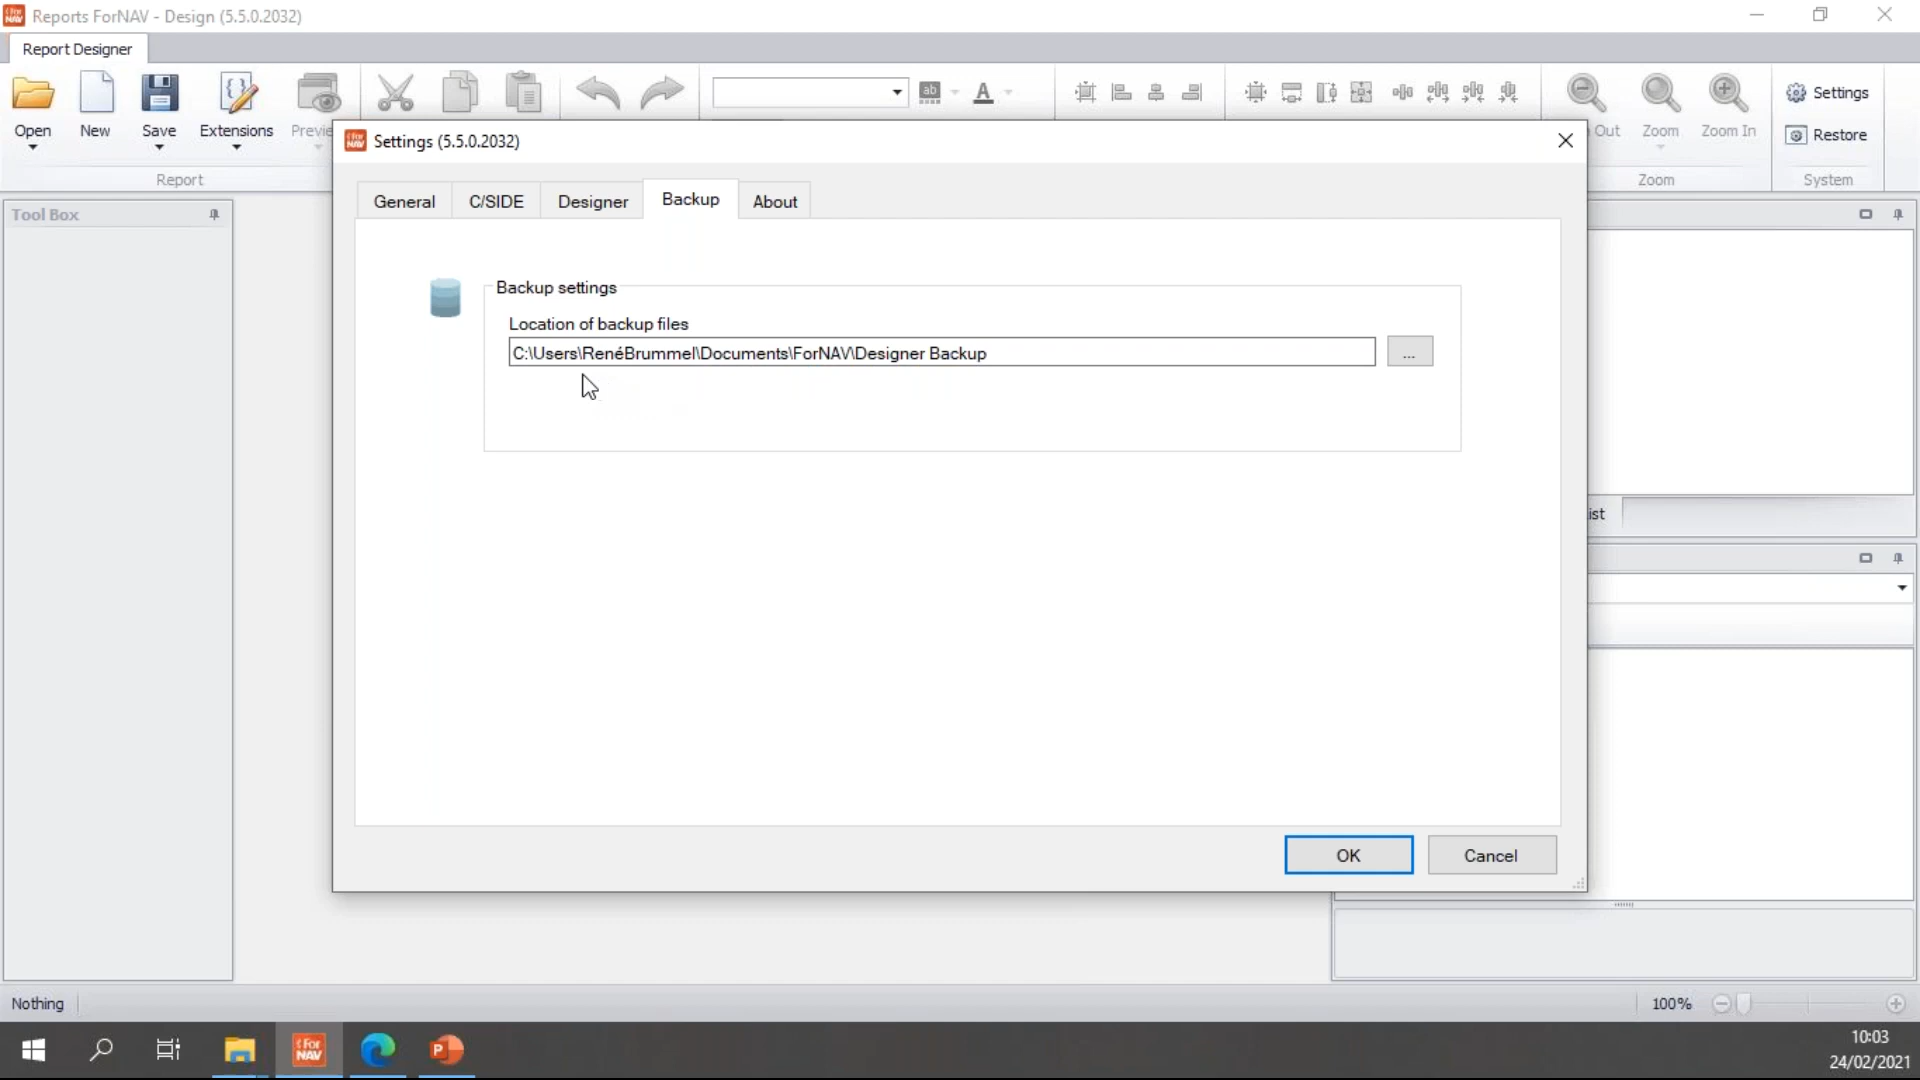 Reports ForNAV - Design (5.5.0.2032)
Report Designer
Open
New
Save
Extensions
Previe
Out
Zoom
Zoom In
Settings
Restore
Report
Zoom
System
Settings (5.5.0.2032)
General
C/SIDE
Designer
Backup
About
Tool Box
Backup settings
Location of backup files
C:\Users\RenéBrummel\Documents\ForNAV\Designer Backup
...
ist
OK
Cancel
Nothing
100%
10:03
24/02/2021